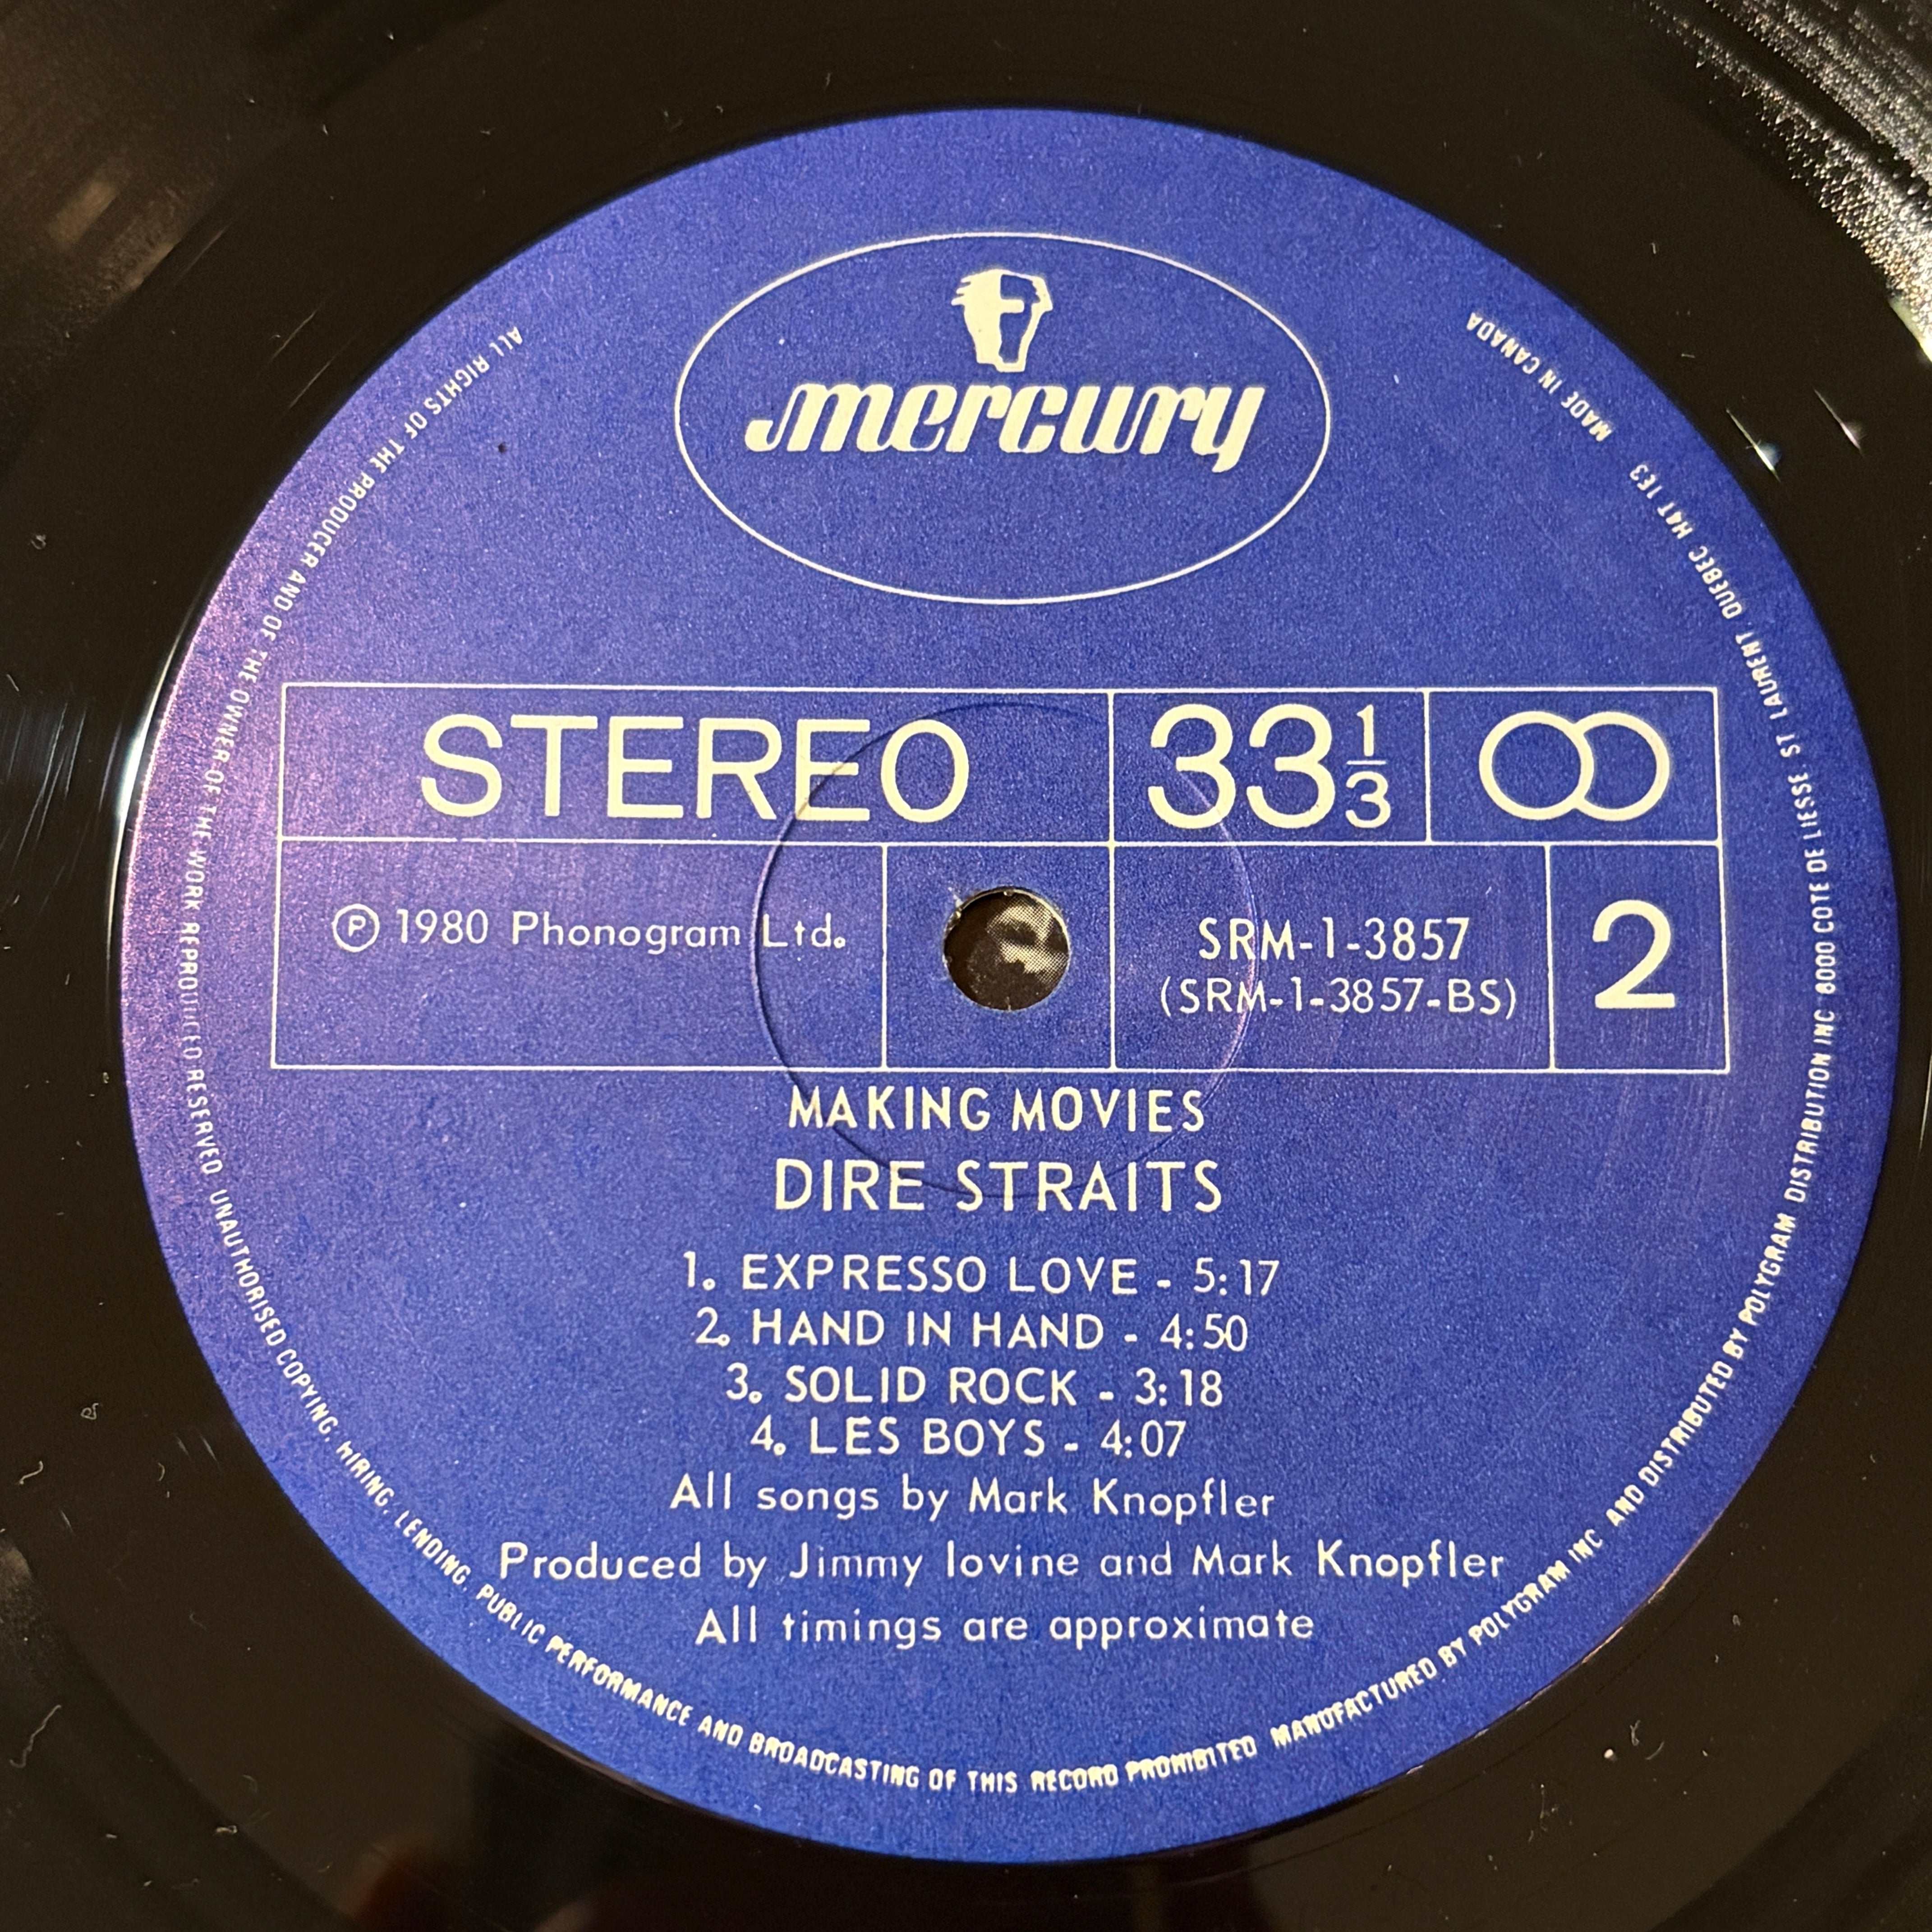 mercury
STEREO
33 1/3
℗ 1980 Phonogram Ltd.
SRM-1-3857
(SRM-1-3857-BS)
2
MAKING MOVIES
DIRE STRAITS
1. EXPRESSO LOVE - 5:17
2. HAND IN HAND - 4:50
3. SOLID ROCK - 3:18
4. LES BOYS - 4:07
All songs by Mark Knopfler
Produced by Jimmy Iovine and Mark Knopfler
All timings are approximate
ALL RIGHTS OF THE PRODUCER AND OF THE OWNER OF THE WORK REPRODUCED RESERVED UNAUTHORISED COPYING, HIRING, LENDING, PUBLIC PERFORMANCE AND BROADCASTING OF THIS RECORD PROHIBITED MANUFACTURED BY POLYGRAM INC AND DISTRIBUTED BY POLYGRAM DISTRIBUTION INC 6000 COTE DE LIESSE, ST LAURENT, QUEBEC H4T 1E3 MADE IN CANADA